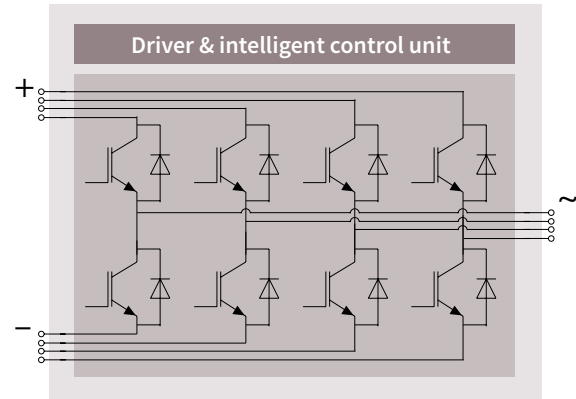 Driver & intelligent control unit
+
~
–